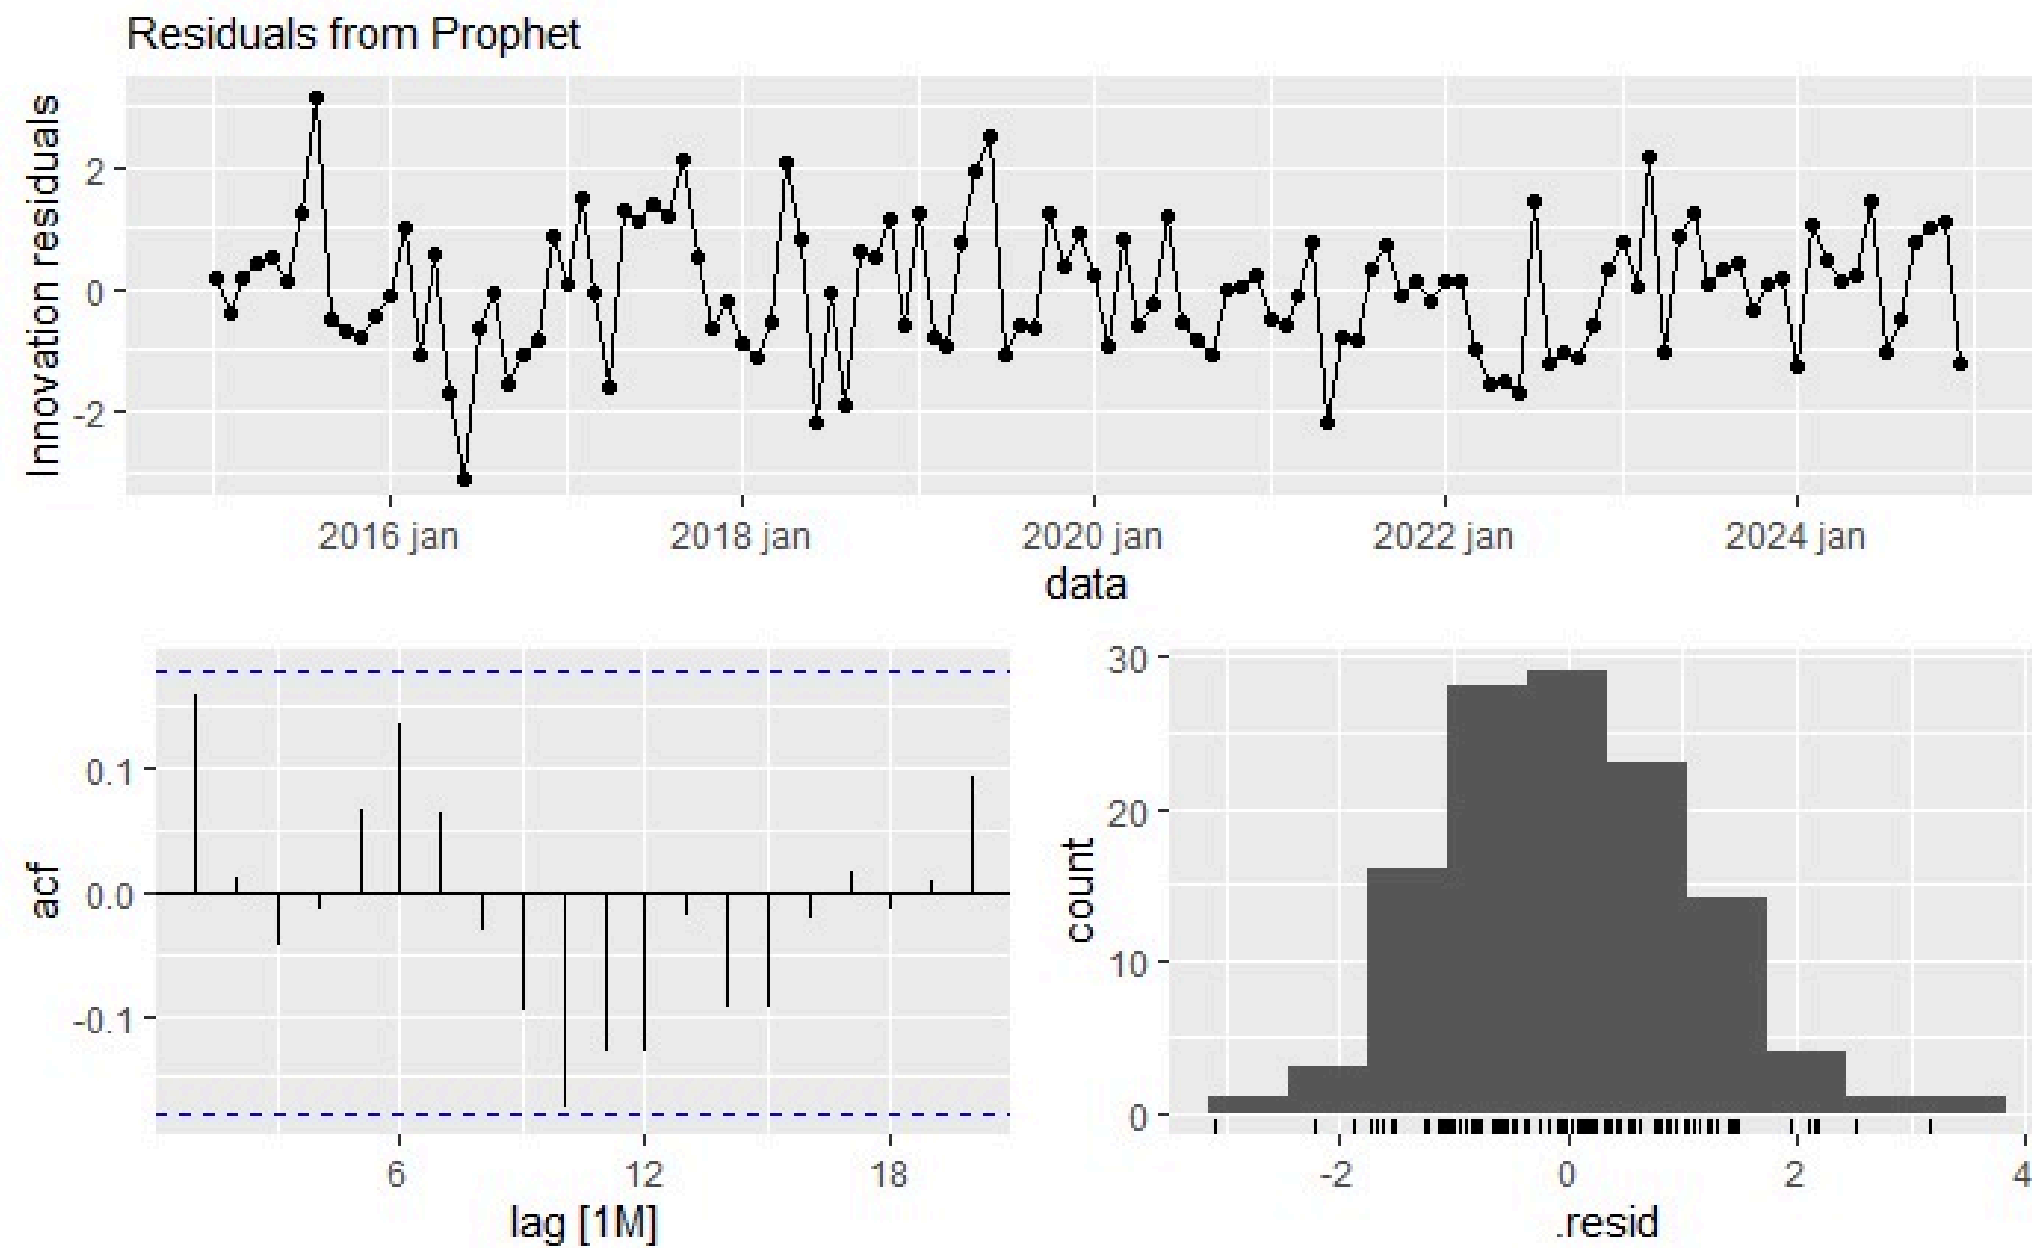 Residuals from Prophet
Innovation residuals
2
0
-2
2016 jan
2018 jan
2020 jan
2022 jan
2024 jan
data
acf
0.1
0.0
-0.1
6
12
18
lag [1M]
count
30
20
10
0
-2
0
2
4
.resid